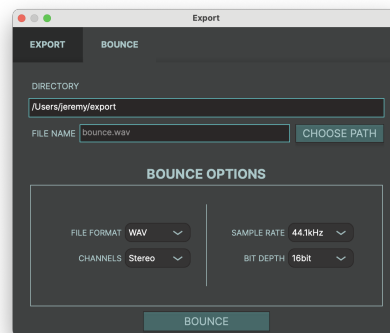 Export
EXPORT BOUNCE
DIRECTORY
/Users/jeremy/export
FILE NAME bounce.wav CHOOSE PATH
BOUNCE OPTIONS
FILE FORMAT WAV SAMPLE RATE 44.1kHz
CHANNELS Stereo BIT DEPTH 16bit
BOUNCE